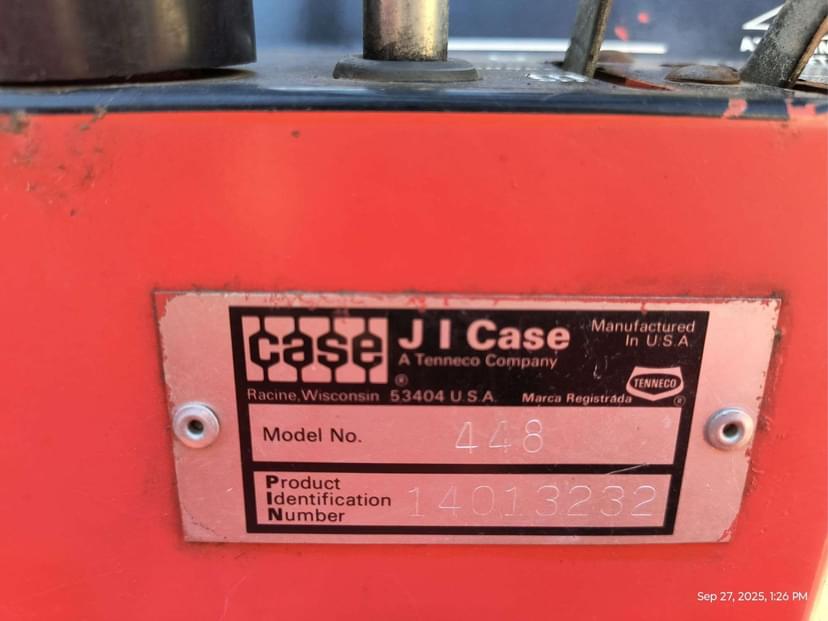 case
®
J I Case
A Tenneco Company
Manufactured
In U.S.A.
TENNECO
®
Racine, Wisconsin 53404 U.S.A. Marca Registráda
Model No. 448
Product
Identification
Number
14013232
Sep 27, 2025, 1:26 PM